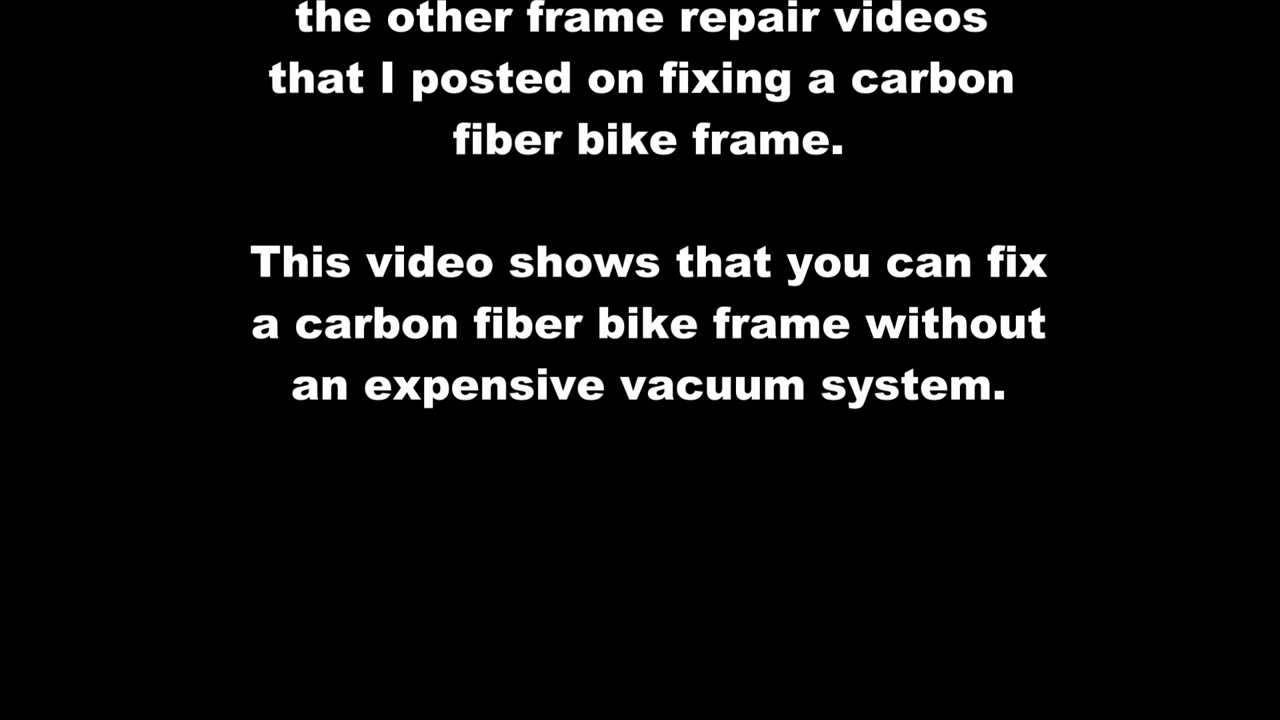 the other frame repair videos
that I posted on fixing a carbon
fiber bike frame.
This video shows that you can fix
a carbon fiber bike frame without
an expensive vacuum system.